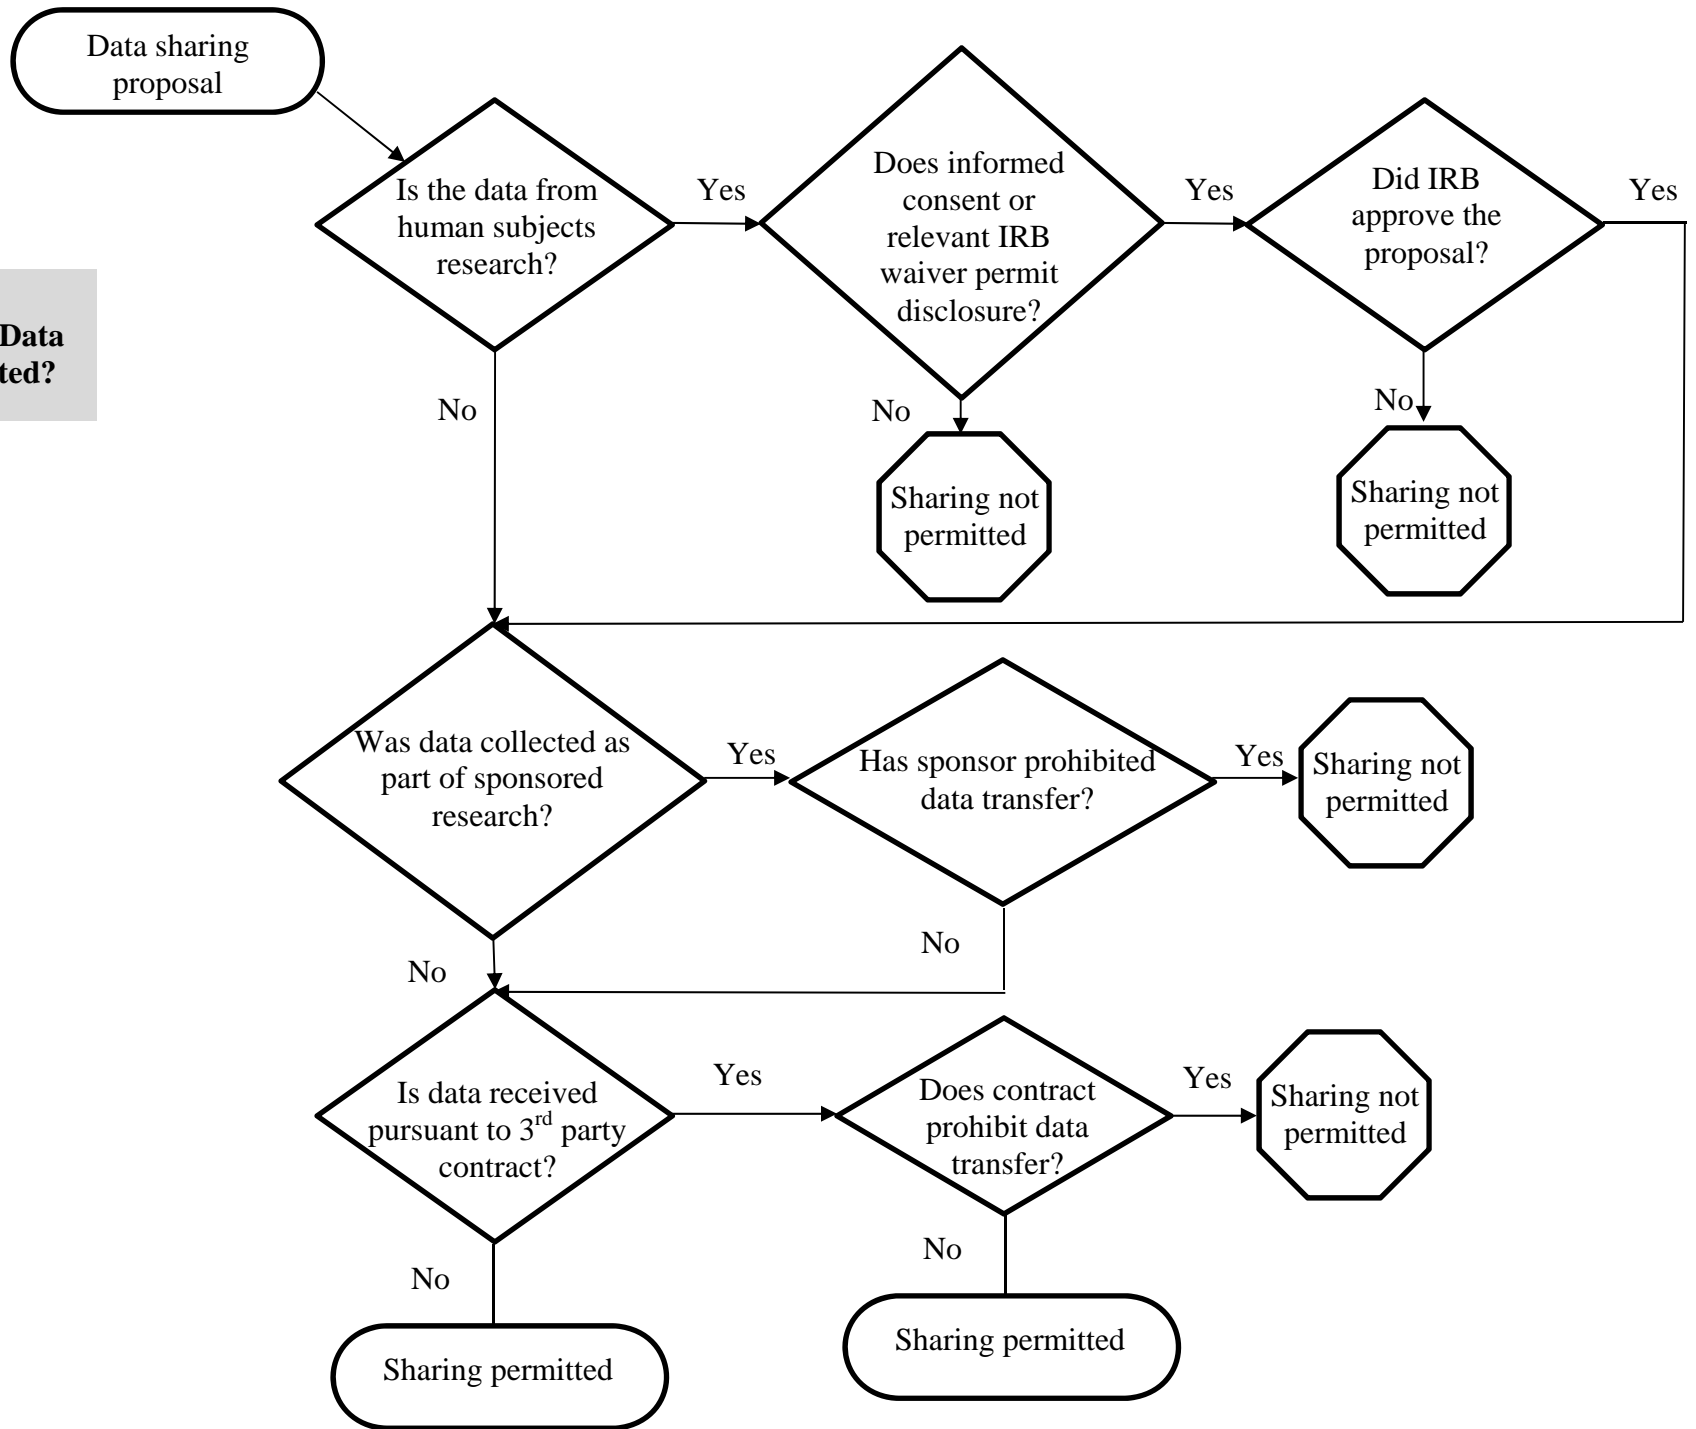 Data sharing
proposal
Is the data from
human subjects
research?
Yes
Does informed
consent or
relevant IRB
waiver permit
disclosure?
Yes
Did IRB
approve the
proposal?
Yes
Data
ted?
No
No
No
Sharing not
permitted
Sharing not
permitted
Was data collected as
part of sponsored
research?
Yes
Has sponsor prohibited
data transfer?
Yes
Sharing not
permitted
No
No
Is data received
pursuant to 3rd party
contract?
Yes
Does contract
prohibit data
transfer?
Yes
Sharing not
permitted
No
No
Sharing permitted
Sharing permitted